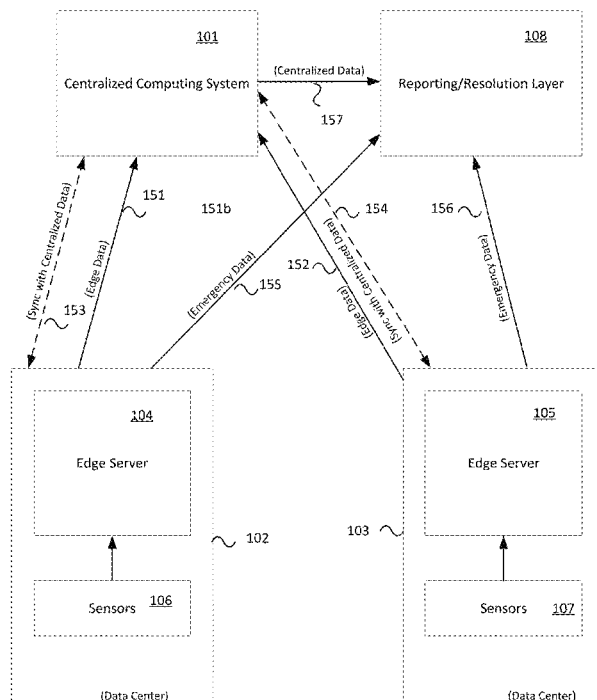 101
108
Centralized Computing System
(Centralized Data)
Reporting/Resolution Layer
157
(Sync with Centralized Data)
151
(Edge Data)
151b
154
156
153
(Emergency Data)
155
152
(Edge Data)
(Sync with Centralized Data)
(Emergency Data)
104
105
Edge Server
Edge Server
102
103
Sensors 106
Sensors 107
(Data Center)
(Data Center)